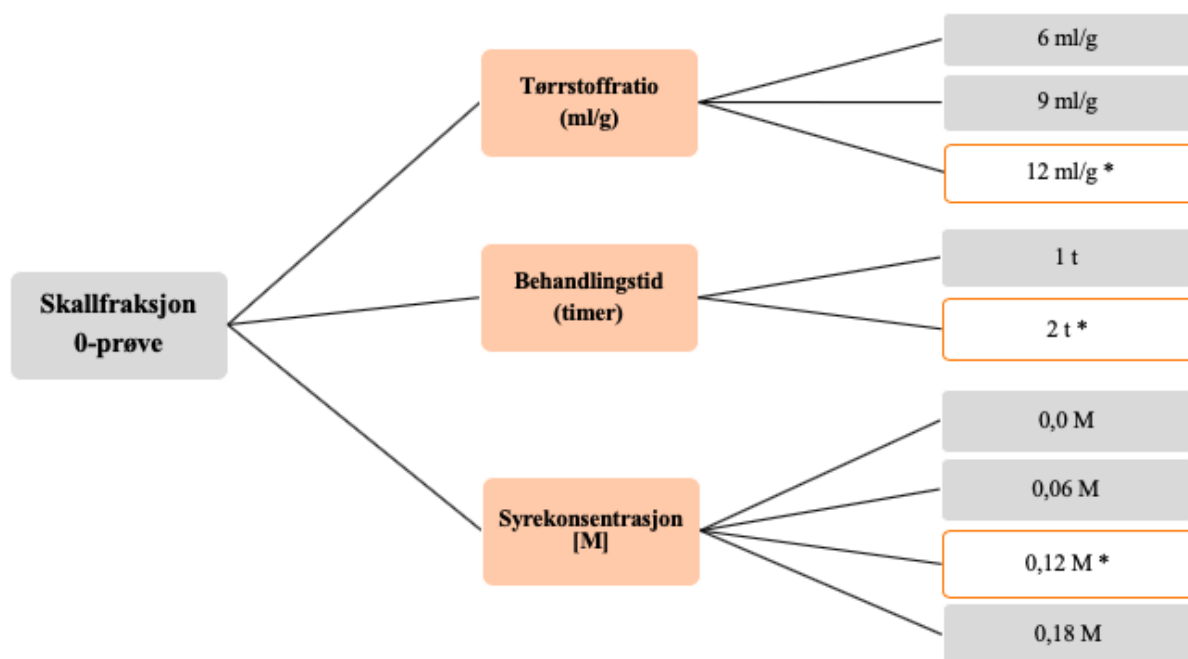 Skallfraksjon
0-prøve
Tørrstoffratio
(ml/g)
6 ml/g
9 ml/g
12 ml/g *
Behandlingstid
(timer)
1 t
2 t *
Syrekonsentrasjon
[M]
0,0 M
0,06 M
0,12 M *
0,18 M